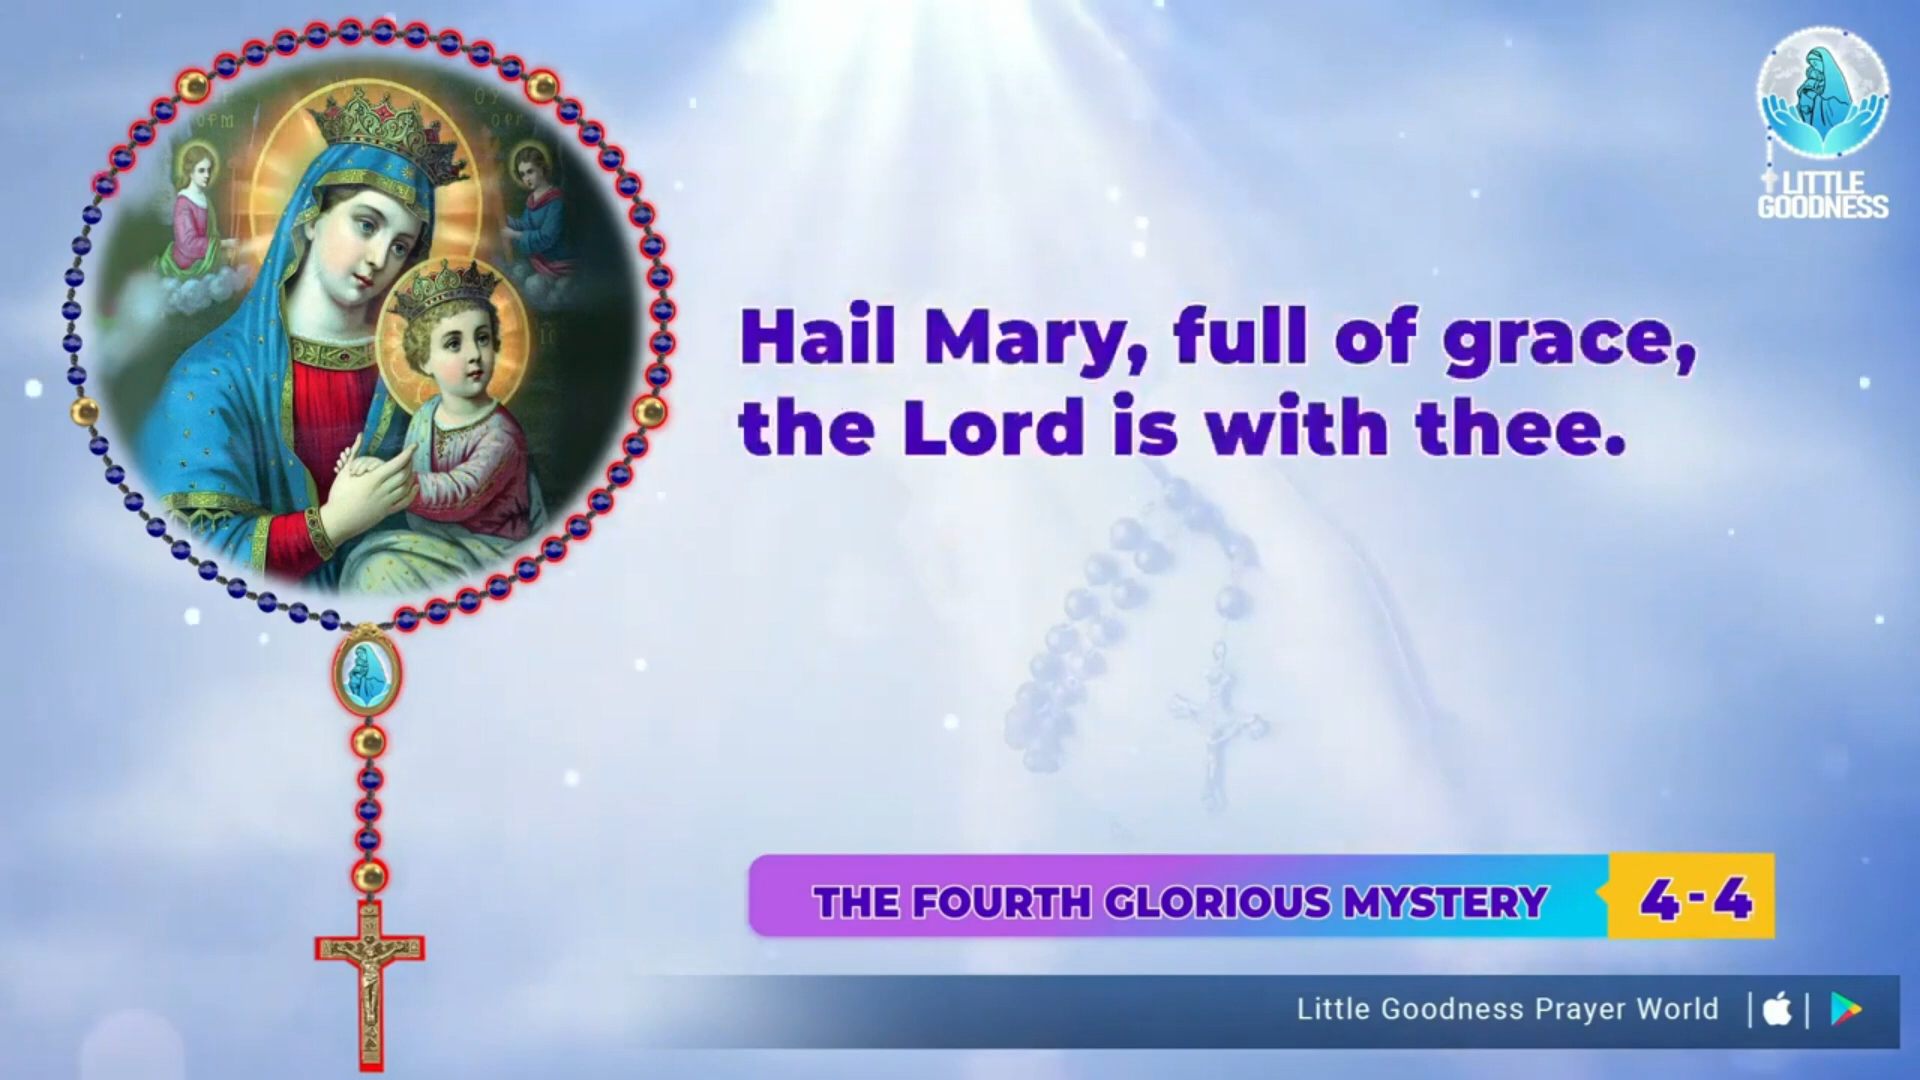 LITTLE
GOODNESS
Hail Mary, full of grace,
the Lord is with thee.
THE FOURTH GLORIOUS MYSTERY
4-4
Little Goodness Prayer World